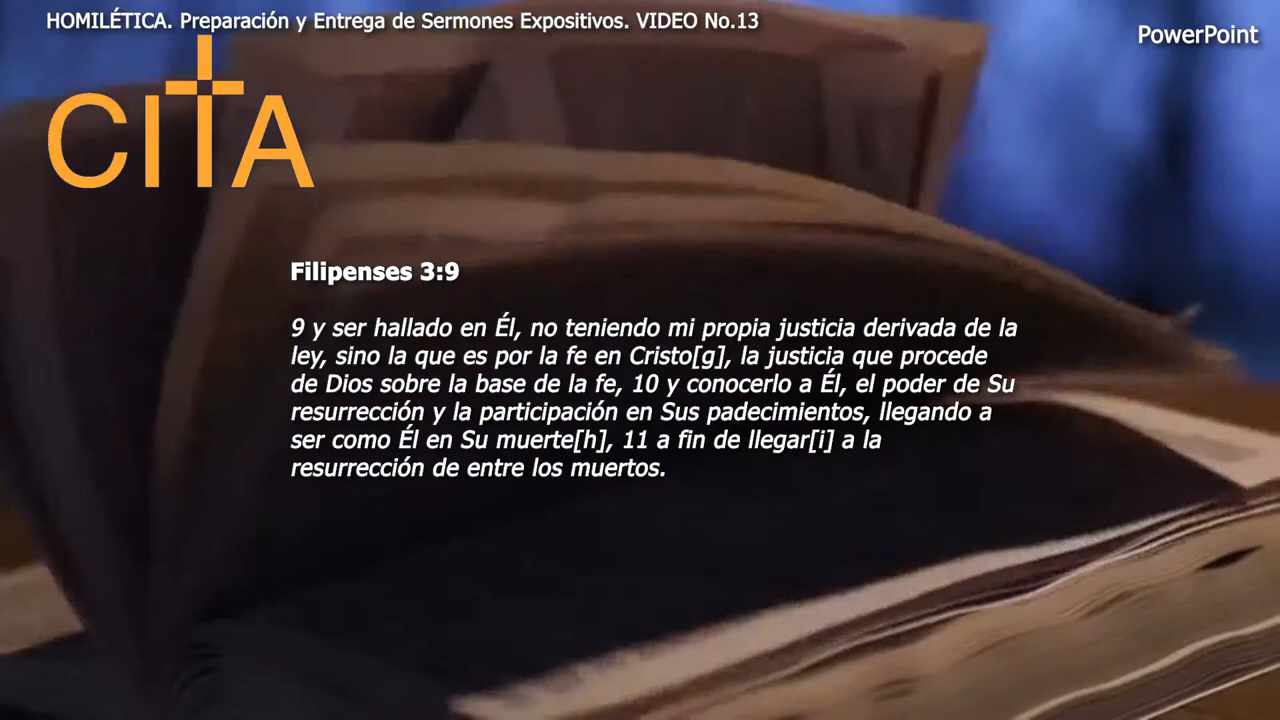 HOMILÉTICA. Preparación y Entrega de Sermones Expositivos. VIDEO No.13
PowerPoint
CITA
Filipenses 3:9
9 y ser hallado en Él, no teniendo mi propia justicia derivada de la
ley, sino la que es por la fe en Cristo[g], la justicia que procede
de Dios sobre la base de la fe, 10 y conocerlo a Él, el poder de Su
resurrección y la participación en Sus padecimientos, llegando a
ser como Él en Su muerte[h], 11 a fin de llegar[i] a la
resurrección de entre los muertos.